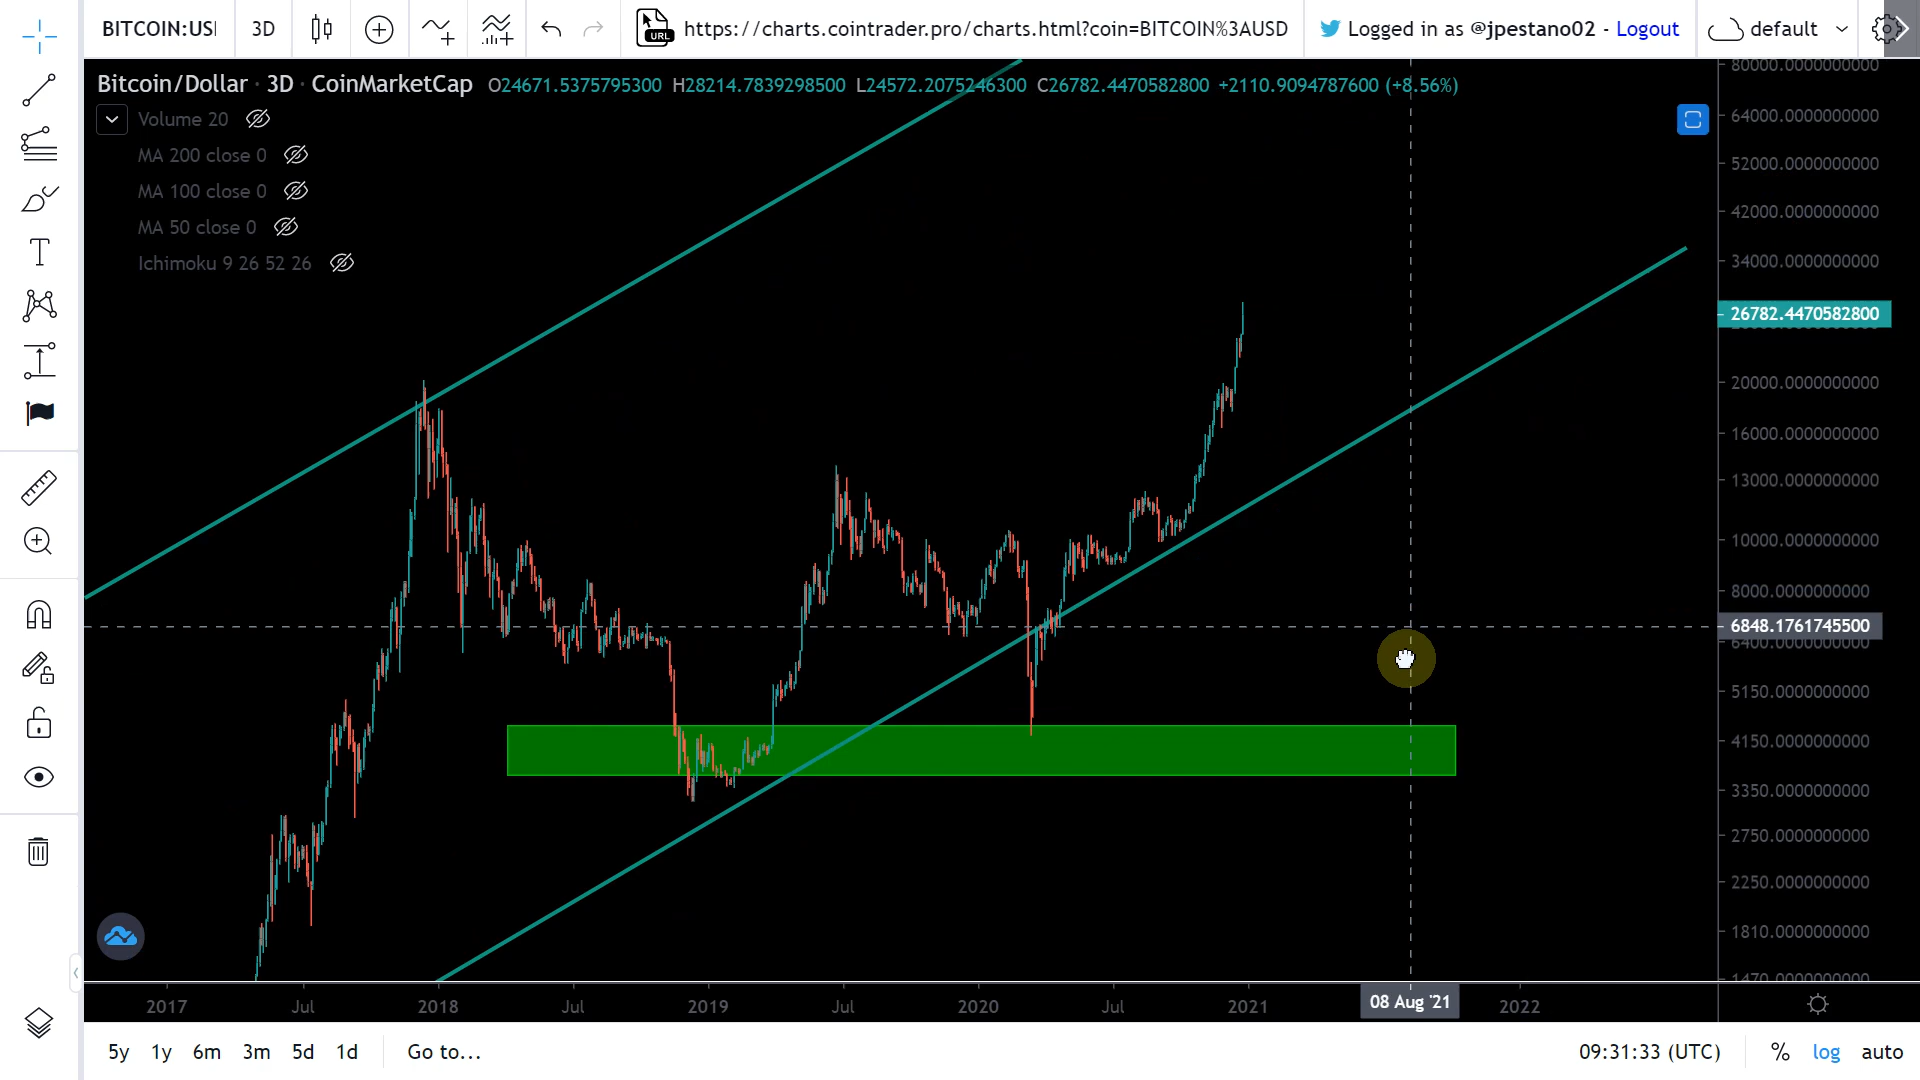 BITCOIN:USI
3D
URL
https://charts.cointrader.pro/charts.html?coin=BITCOIN%3AUSD
Logged in as @jpestano02 - Logout
default
Bitcoin/Dollar · 3D · CoinMarketCap O24671.5375795300 H28214.7839298500 L24572.2075246300 C26782.4470582800 +2110.9094787600 (+8.56%)
Volume 20
MA 200 close 0
MA 100 close 0
MA 50 close 0
Ichimoku 9 26 52 26
80000.0000000000
64000.0000000000
52000.0000000000
42000.0000000000
34000.0000000000
26782.4470582800
20000.0000000000
16000.0000000000
13000.0000000000
10000.0000000000
8000.0000000000
6848.1761745500
6400.0000000000
5150.0000000000
4150.0000000000
3350.0000000000
2750.0000000000
2250.0000000000
1810.0000000000
1470.0000000000
2017 Jul 2018 Jul 2019 Jul 2020 Jul 2021 08 Aug '21 2022
5y 1y 6m 3m 5d 1d Go to... 09:31:33 (UTC) % log auto